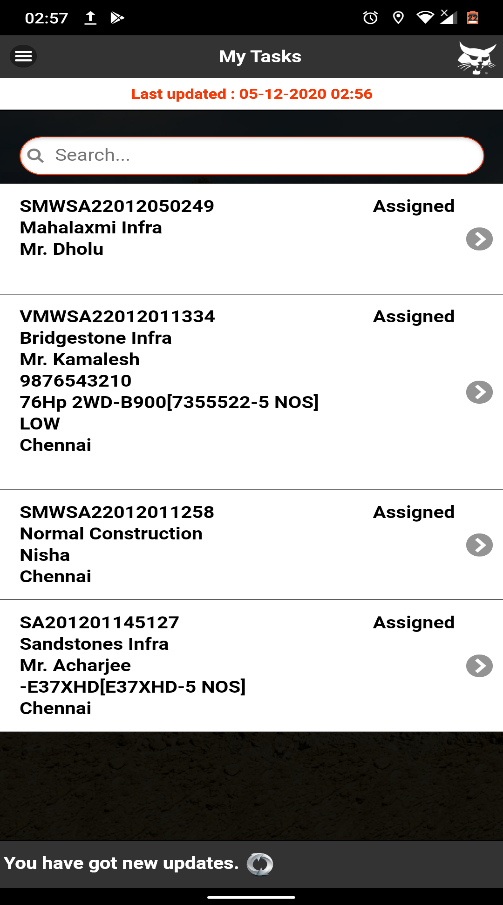 02:57
My Tasks
Last updated : 05-12-2020 02:56
Search...
SMWSA22012050249 Assigned
Mahalaxmi Infra
Mr. Dholu
VMWSA22012011334 Assigned
Bridgestone Infra
Mr. Kamalesh
9876543210
76Hp 2WD-B900[7355522-5 NOS]
LOW
Chennai
SMWSA22012011258 Assigned
Normal Construction
Nisha
Chennai
SA201201145127 Assigned
Sandstones Infra
Mr. Acharjee
-E37XHD[E37XHD-5 NOS]
Chennai
You have got new updates.